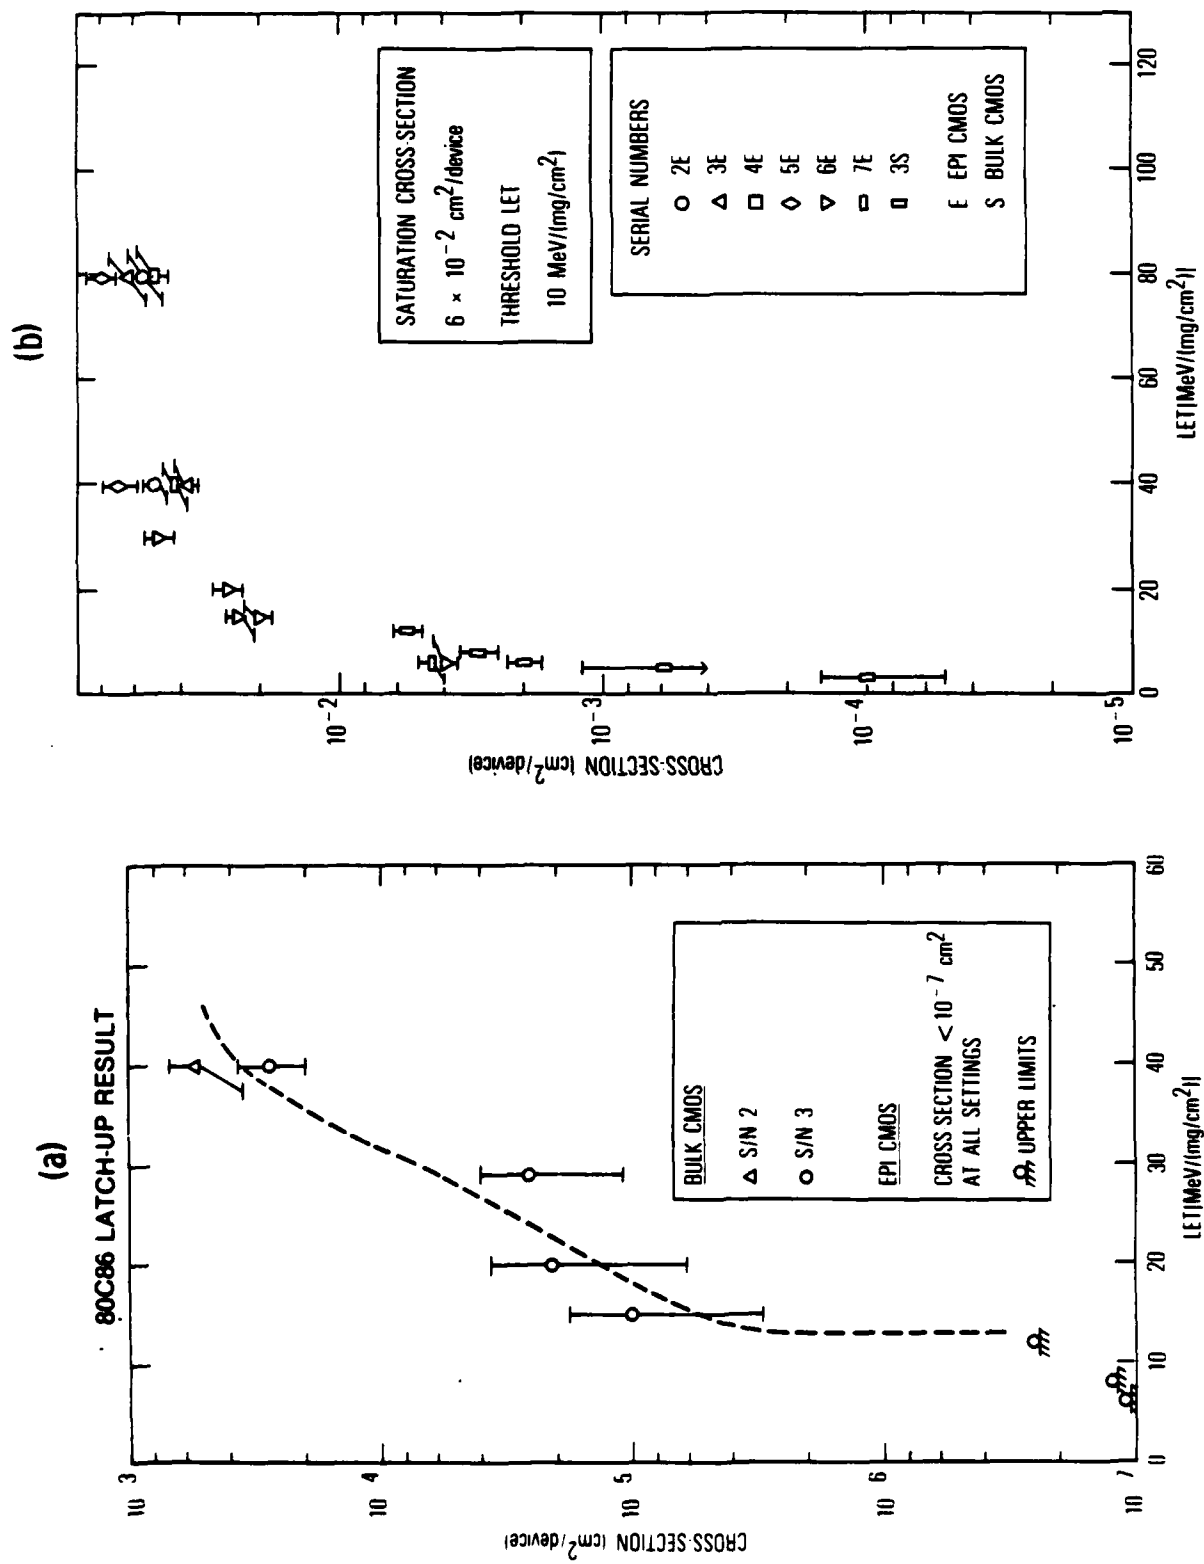 (a)
80C86 LATCH-UP RESULT
CROSS-SECTION (cm2/device)
10 3
10 4
10 5
10 6
10 7
0
10
20
30
40
50
60
LET[MeV/(mg/cm2)]
BULK CMOS
S/N 2
S/N 3
EPI CMOS
CROSS SECTION < 10-7 cm2
AT ALL SETTINGS
UPPER LIMITS
(b)
CROSS-SECTION (cm2/device)
10-2
10-3
10-4
10-5
0
20
40
60
80
100
120
LET[MeV/(mg/cm2)]
SATURATION CROSS-SECTION
6 × 10-2 cm2/device
THRESHOLD LET
10 MeV/(mg/cm2)
SERIAL NUMBERS
2E
3E
4E
5E
6E
7E
3S
E EPI CMOS
S BULK CMOS